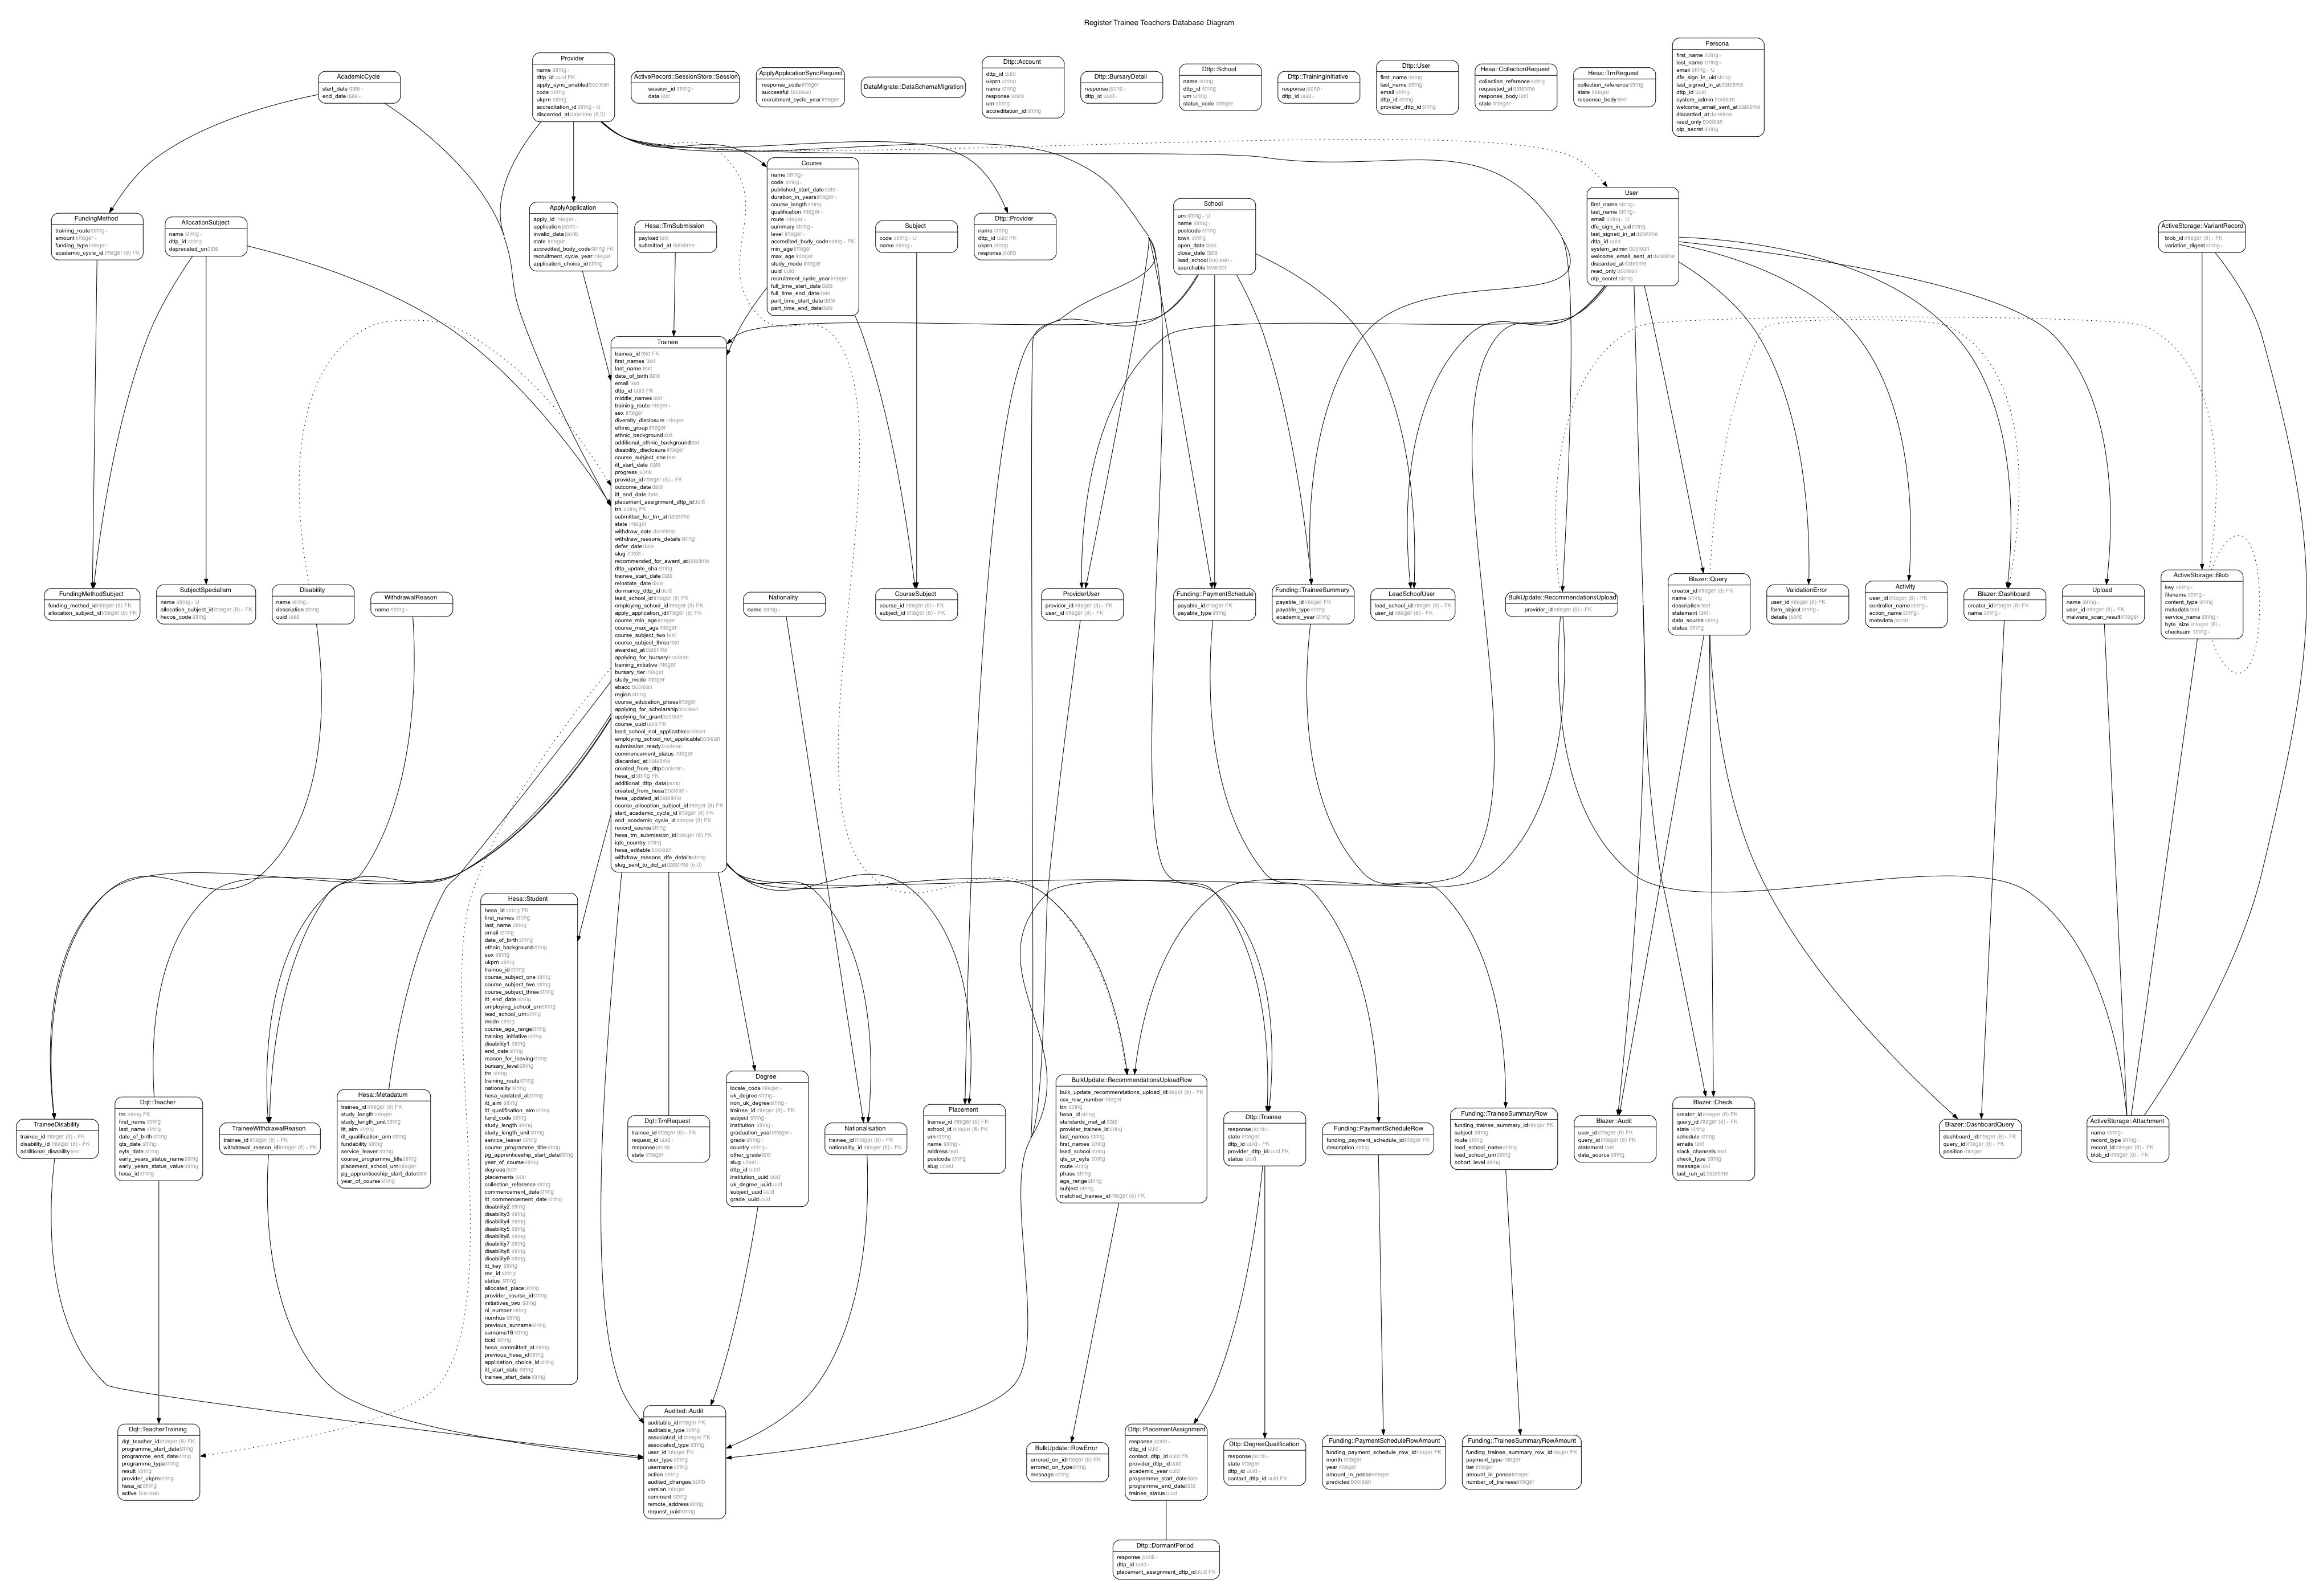 Register Trainee Teachers Database Diagram
AcademicCycle
start_date date ∗
end_date date ∗
Provider
name string ∗
dttp_id uuid FK
apply_sync_enabled boolean
code string
ukprn string
accreditation_id string ∗ U
discarded_at datetime (6,0)
ActiveRecord::SessionStore::Session
session_id string ∗
data text
ApplyApplicationSyncRequest
response_code integer
successful boolean
recruitment_cycle_year integer
DataMigrate::DataSchemaMigration
Dttp::Account
dttp_id uuid
ukprn string
name string
response jsonb
urn string
accreditation_id string
Dttp::BursaryDetail
response jsonb ∗
dttp_id uuid ∗
Dttp::School
name string
dttp_id string
urn string
status_code integer
Dttp::TrainingInitiative
response jsonb ∗
dttp_id uuid ∗
Dttp::User
first_name string
last_name string
email string
dttp_id string
provider_dttp_id string
Hesa::CollectionRequest
collection_reference string
requested_at datetime
response_body text
state integer
Hesa::TrnRequest
collection_reference string
state integer
response_body text
Persona
first_name string ∗
last_name string ∗
email string ∗ U
dfe_sign_in_uid string
last_signed_in_at datetime
dttp_id uuid
system_admin boolean
welcome_email_sent_at datetime
discarded_at datetime
read_only boolean
otp_secret string
FundingMethod
training_route string ∗
amount integer ∗
funding_type integer
academic_cycle_id integer (8) FK
AllocationSubject
name string ∗
dttp_id string
deprecated_on date
ApplyApplication
apply_id integer ∗
application jsonb ∗
invalid_data jsonb
state integer
accredited_body_code string FK
recruitment_cycle_year integer
application_choice_id string
Hesa::TrnSubmission
payload text
submitted_at datetime
Course
name string ∗
code string ∗
published_start_date date ∗
duration_in_years integer ∗
course_length string
qualification integer ∗
route integer ∗
summary string ∗
level integer ∗
accredited_body_code string ∗ FK
min_age integer
max_age integer
study_mode integer
uuid uuid
recruitment_cycle_year integer
full_time_start_date date
full_time_end_date date
part_time_start_date date
part_time_end_date date
Subject
code string ∗ U
name string ∗
Dttp::Provider
name string
dttp_id uuid FK
ukprn string
response jsonb
School
urn string ∗ U
name string ∗
postcode string
town string
open_date date
close_date date
lead_school boolean ∗
searchable tsvector
User
first_name string ∗
last_name string ∗
email string ∗ U
dfe_sign_in_uid string
last_signed_in_at datetime
dttp_id uuid
system_admin boolean
welcome_email_sent_at datetime
discarded_at datetime
read_only boolean
otp_secret string
ActiveStorage::VariantRecord
blob_id integer (8) ∗ FK
variation_digest string ∗
Trainee
trainee_id text FK
first_names text
last_name text
date_of_birth date
email text
dttp_id uuid FK
middle_names text
training_route integer ∗
sex integer
diversity_disclosure integer
ethnic_group integer
ethnic_background text
additional_ethnic_background text
disability_disclosure integer
course_subject_one text
itt_start_date date
progress jsonb
provider_id integer (8) ∗ FK
outcome_date date
itt_end_date date
placement_assignment_dttp_id uuid
trn string FK
submitted_for_trn_at datetime
state integer
withdraw_date datetime
withdraw_reasons_details string
defer_date date
slug citext ∗
recommended_for_award_at datetime
dttp_update_sha string
trainee_start_date date
reinstate_date date
dormancy_dttp_id uuid
lead_school_id integer (8) FK
employing_school_id integer (8) FK
apply_application_id integer (8) FK
course_min_age integer
course_max_age integer
course_subject_two text
course_subject_three text
awarded_at datetime
applying_for_bursary boolean
training_initiative integer
bursary_tier integer
study_mode integer
ebacc boolean
region string
course_education_phase integer
applying_for_scholarship boolean
applying_for_grant boolean
course_uuid uuid FK
lead_school_not_applicable boolean
employing_school_not_applicable boolean
submission_ready boolean
commencement_status integer
discarded_at datetime
created_from_dttp boolean ∗
hesa_id string FK
additional_dttp_data jsonb
created_from_hesa boolean ∗
hesa_updated_at datetime
course_allocation_subject_id integer (8) FK
start_academic_cycle_id integer (8) FK
end_academic_cycle_id integer (8) FK
record_source string
hesa_trn_submission_id integer (8) FK
iqts_country string
hesa_editable boolean
withdraw_reasons_dfe_details string
slug_sent_to_dqt_at datetime (6,0)
FundingMethodSubject
funding_method_id integer (8) FK
allocation_subject_id integer (8) FK
SubjectSpecialism
name string ∗ U
allocation_subject_id integer (8) ∗ FK
hecos_code string
Disability
name string ∗
description string
uuid uuid
WithdrawalReason
name string ∗
Nationality
name string ∗
CourseSubject
course_id integer (8) ∗ FK
subject_id integer (8) ∗ FK
ProviderUser
provider_id integer (8) ∗ FK
user_id integer (8) ∗ FK
Funding::PaymentSchedule
payable_id integer FK
payable_type string
Funding::TraineeSummary
payable_id integer FK
payable_type string
academic_year string
LeadSchoolUser
lead_school_id integer (8) ∗ FK
user_id integer (8) ∗ FK
BulkUpdate::RecommendationsUpload
provider_id integer (8) ∗ FK
Blazer::Query
creator_id integer (8) FK
name string
description text
statement text ∗
data_source string
status string
ValidationError
user_id integer (8) FK
form_object string ∗
details jsonb
Activity
user_id integer (8) ∗ FK
controller_name string ∗
action_name string ∗
metadata jsonb
Blazer::Dashboard
creator_id integer (8) FK
name string ∗
Upload
name string ∗
user_id integer (8) ∗ FK
malware_scan_result integer
ActiveStorage::Blob
key string ∗
filename string ∗
content_type string
metadata text
service_name string ∗
byte_size integer (8) ∗
checksum string ∗
Hesa::Student
hesa_id string FK
first_names string
last_name string
email string
date_of_birth string
ethnic_background string
sex string
ukprn string
trainee_id string
course_subject_one string
course_subject_two string
course_subject_three string
itt_end_date string
employing_school_urn string
lead_school_urn string
mode string
course_age_range string
training_initiative string
disability1 string
end_date string
reason_for_leaving string
bursary_level string
trn string
training_route string
nationality string
hesa_updated_at string
itt_aim string
itt_qualification_aim string
fund_code string
study_length string
study_length_unit string
service_leaver string
course_programme_title string
pg_apprenticeship_start_date string
year_of_course string
degrees json
placements json
collection_reference string
commencement_date string
itt_commencement_date string
disability2 string
disability3 string
disability4 string
disability5 string
disability6 string
disability7 string
disability8 string
disability9 string
itt_key string
rec_id string
status string
allocated_place string
provider_course_id string
initiatives_two string
ni_number string
numhus string
previous_surname string
surname16 string
ttcid string
hesa_committed_at string
previous_hesa_id string
application_choice_id string
itt_start_date string
trainee_start_date string
TraineeDisability
trainee_id integer (8) ∗ FK
disability_id integer (8) ∗ FK
additional_disability text
Dqt::Teacher
trn string FK
first_name string
last_name string
date_of_birth string
qts_date string
eyts_date string
early_years_status_name string
early_years_status_value string
hesa_id string
TraineeWithdrawalReason
trainee_id integer (8) ∗ FK
withdrawal_reason_id integer (8) ∗ FK
Hesa::Metadatum
trainee_id integer (8) FK
study_length integer
study_length_unit string
itt_aim string
itt_qualification_aim string
fundability string
service_leaver string
course_programme_title string
placement_school_urn integer
pg_apprenticeship_start_date date
year_of_course string
Dqt::TrnRequest
trainee_id integer (8) ∗ FK
request_id uuid ∗
response jsonb
state integer
Degree
locale_code integer ∗
uk_degree string ∗
non_uk_degree string ∗
trainee_id integer (8) ∗ FK
subject string ∗
institution string ∗
graduation_year integer ∗
grade string ∗
country string ∗
other_grade text
slug citext ∗
dttp_id uuid
institution_uuid uuid
uk_degree_uuid uuid
subject_uuid uuid
grade_uuid uuid
Nationalisation
trainee_id integer (8) ∗ FK
nationality_id integer (8) ∗ FK
Placement
trainee_id integer (8) FK
school_id integer (8) FK
urn string
name string ∗
address text
postcode string
slug citext
BulkUpdate::RecommendationsUploadRow
bulk_update_recommendations_upload_id integer (8) ∗ FK
csv_row_number integer
trn string
hesa_id string
standards_met_at date
provider_trainee_id string
last_names string
first_names string
lead_school string
qts_or_eyts string
route string
phase string
age_range string
subject string
matched_trainee_id integer (8) FK
Dttp::Trainee
response jsonb ∗
state integer
dttp_id uuid ∗ FK
provider_dttp_id uuid FK
status uuid
Funding::PaymentScheduleRow
funding_payment_schedule_id integer FK
description string
Funding::TraineeSummaryRow
funding_trainee_summary_id integer FK
subject string
route string
lead_school_name string
lead_school_urn string
cohort_level string
Blazer::Audit
user_id integer (8) FK
query_id integer (8) FK
statement text
data_source string
Blazer::Check
creator_id integer (8) FK
query_id integer (8) ∗ FK
state string
schedule string
emails text
slack_channels text
check_type string
message text
last_run_at datetime
Blazer::DashboardQuery
dashboard_id integer (8) ∗ FK
query_id integer (8) ∗ FK
position integer
ActiveStorage::Attachment
name string ∗
record_type string ∗
record_id integer (8) ∗ FK
blob_id integer (8) ∗ FK
Dqt::TeacherTraining
dqt_teacher_id integer (8) FK
programme_start_date string
programme_end_date string
programme_type string
result string
provider_ukprn string
hesa_id string
active boolean
Audited::Audit
auditable_id integer FK
auditable_type string
associated_id integer FK
associated_type string
user_id integer FK
user_type string
username string
action string
audited_changes jsonb
version integer
comment string
remote_address string
request_uuid string
BulkUpdate::RowError
errored_on_id integer (8) FK
errored_on_type string
message string
Dttp::PlacementAssignment
response jsonb ∗
dttp_id uuid ∗
contact_dttp_id uuid FK
provider_dttp_id uuid
academic_year uuid
programme_start_date date
programme_end_date date
trainee_status uuid
Dttp::DegreeQualification
response jsonb ∗
state integer
dttp_id uuid ∗
contact_dttp_id uuid FK
Funding::PaymentScheduleRowAmount
funding_payment_schedule_row_id integer FK
month integer
year integer
amount_in_pence integer
predicted boolean
Funding::TraineeSummaryRowAmount
funding_trainee_summary_row_id integer FK
payment_type integer
tier integer
amount_in_pence integer
number_of_trainees integer
Dttp::DormantPeriod
response jsonb ∗
dttp_id uuid ∗
placement_assignment_dttp_id uuid FK